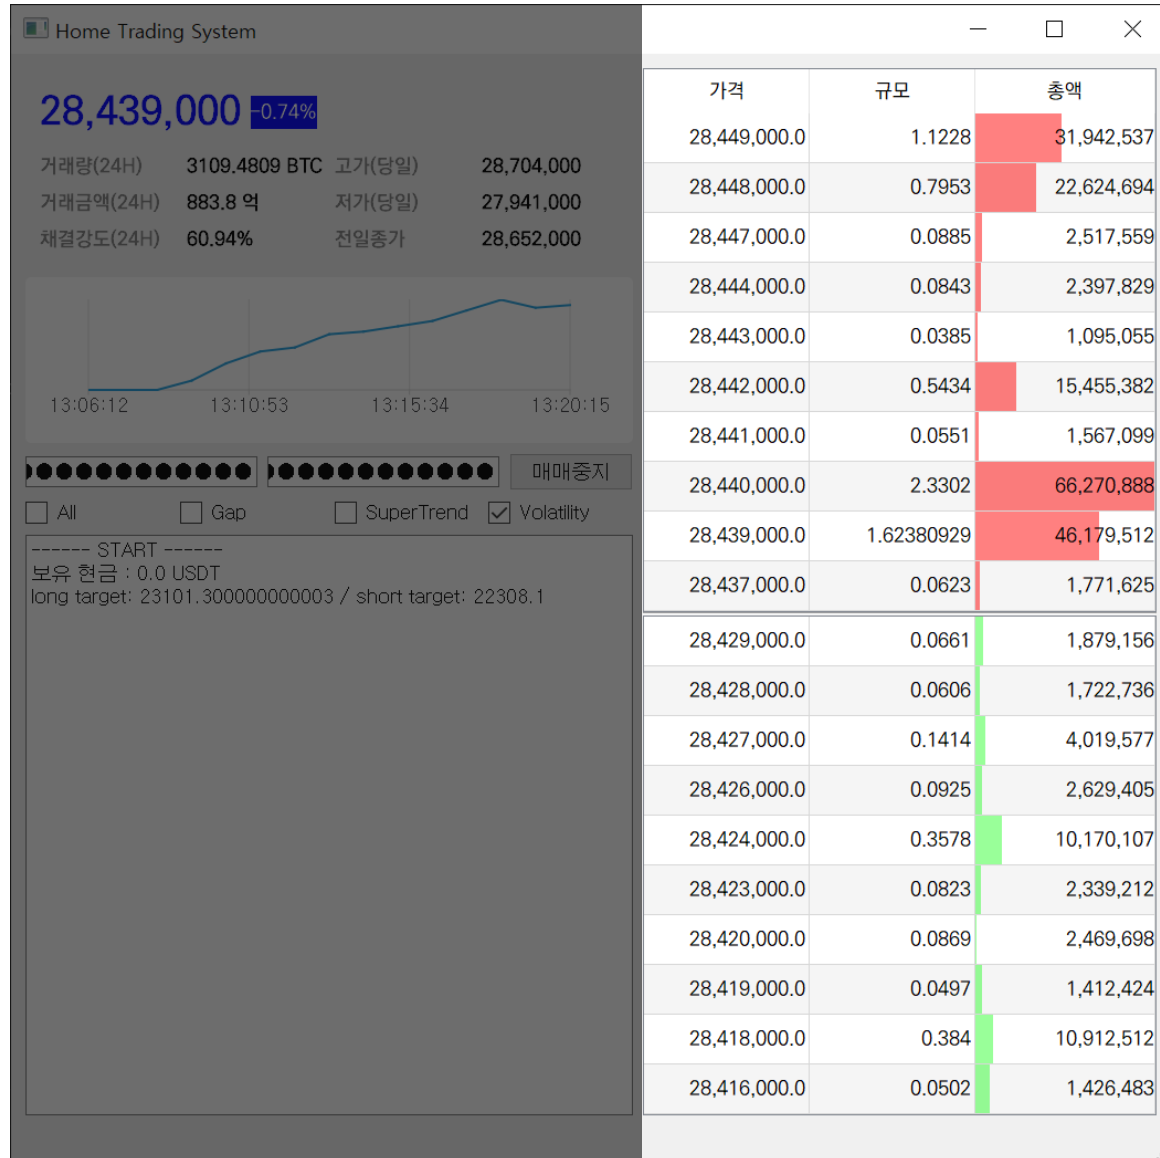 Home Trading System
28,439,000 -0.74%
거래량(24H) 3109.4809 BTC 고가(당일) 28,704,000
거래금액(24H) 883.8 억 저가(당일) 27,941,000
채결강도(24H) 60.94% 전일종가 28,652,000
13:06:12 13:10:53 13:15:34 13:20:15
매매중지
All Gap SuperTrend Volatility
------ START ------
보유 현금 : 0.0 USDT
long target: 23101.300000000003 / short target: 22308.1
가격 규모 총액
28,449,000.0 1.1228 31,942,537
28,448,000.0 0.7953 22,624,694
28,447,000.0 0.0885 2,517,559
28,444,000.0 0.0843 2,397,829
28,443,000.0 0.0385 1,095,055
28,442,000.0 0.5434 15,455,382
28,441,000.0 0.0551 1,567,099
28,440,000.0 2.3302 66,270,888
28,439,000.0 1.62380929 46,179,512
28,437,000.0 0.0623 1,771,625
28,429,000.0 0.0661 1,879,156
28,428,000.0 0.0606 1,722,736
28,427,000.0 0.1414 4,019,577
28,426,000.0 0.0925 2,629,405
28,424,000.0 0.3578 10,170,107
28,423,000.0 0.0823 2,339,212
28,420,000.0 0.0869 2,469,698
28,419,000.0 0.0497 1,412,424
28,418,000.0 0.384 10,912,512
28,416,000.0 0.0502 1,426,483